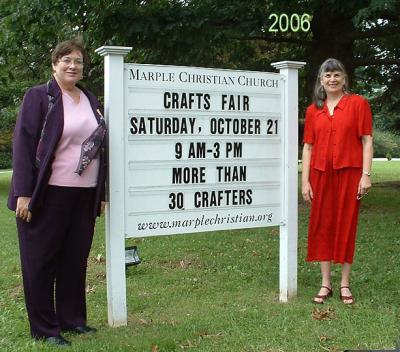 2006
MARPLE CHRISTIAN CHURCH
CRAFTS FAIR
SATURDAY, OCTOBER 21
9 AM-3 PM
MORE THAN
30 CRAFTERS
www.marplechristian.org